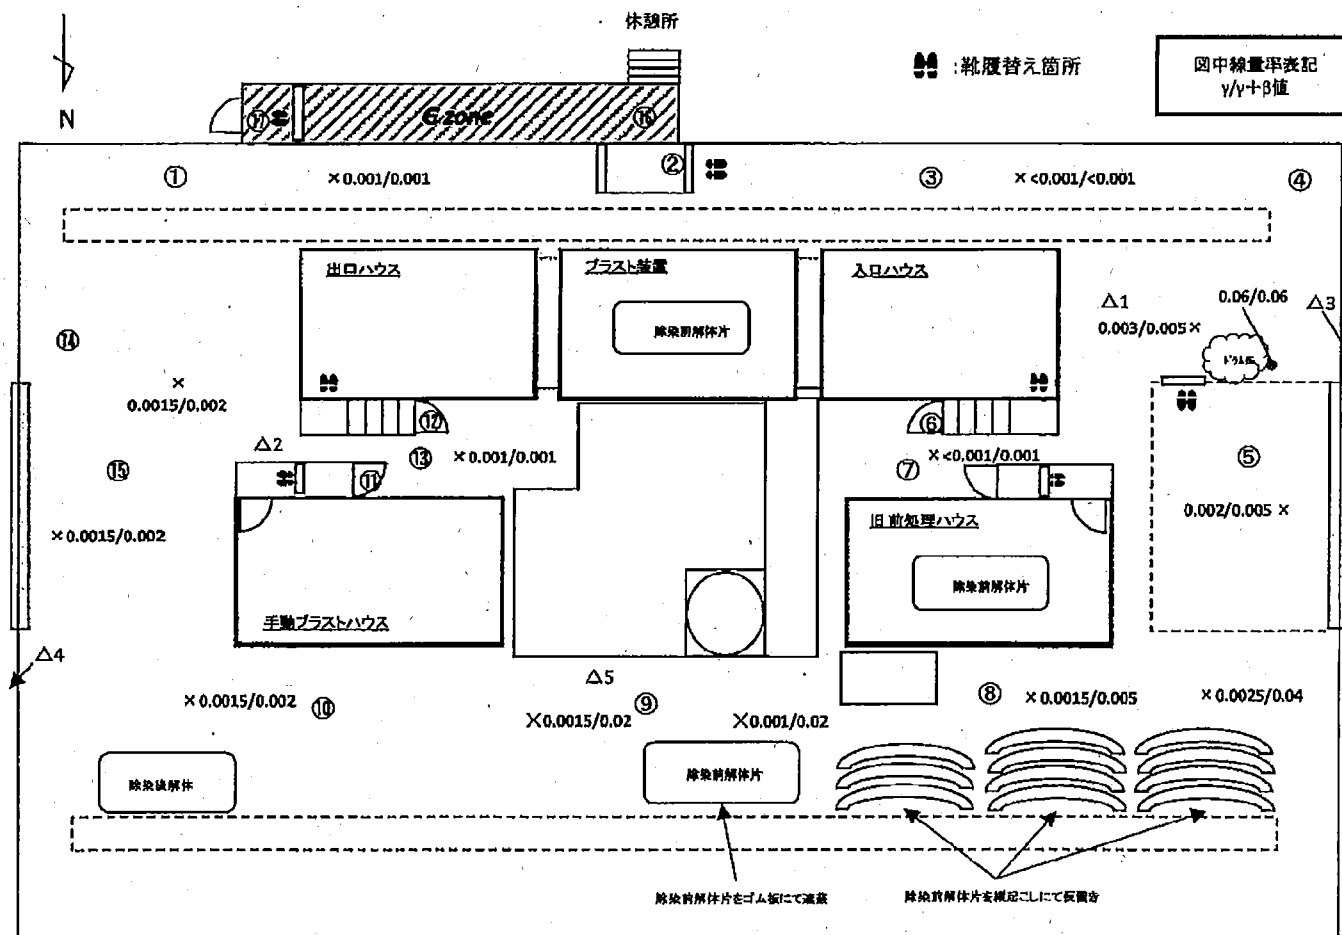 休憩所
:靴履替え箇所
図中線量率表記
γ/γ+β値
N
⑰
G zone
⑯
①
×0.001/0.001
②
③
×<0.001/<0.001
④
出口ハウス
ブラスト装置
入口ハウス
除染前解体片
△1
0.003/0.005×
0.06/0.06
△3
⑭
×
0.0015/0.002
⑫
⑥
△2
⑬
×0.001/0.001
⑦
×<0.001/0.001
⑤
⑮
⑪
0.002/0.005×
×0.0015/0.002
旧前処理ハウス
除染前解体片
手動ブラストハウス
△4
△5
×0.0015/0.002
⑩
×0.0015/0.02
⑨
×0.001/0.02
⑧
×0.0015/0.005
×0.0025/0.04
除染後解体
除染前解体片
除染前解体片をゴム板にて遮蔽
除染前解体片を縦起こしにて仮置き